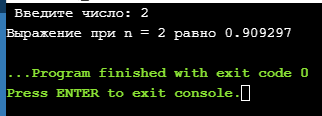 Введите число: 2
Выражение при n = 2 равно 0.909297
...Program finished with exit code 0
Press ENTER to exit console.